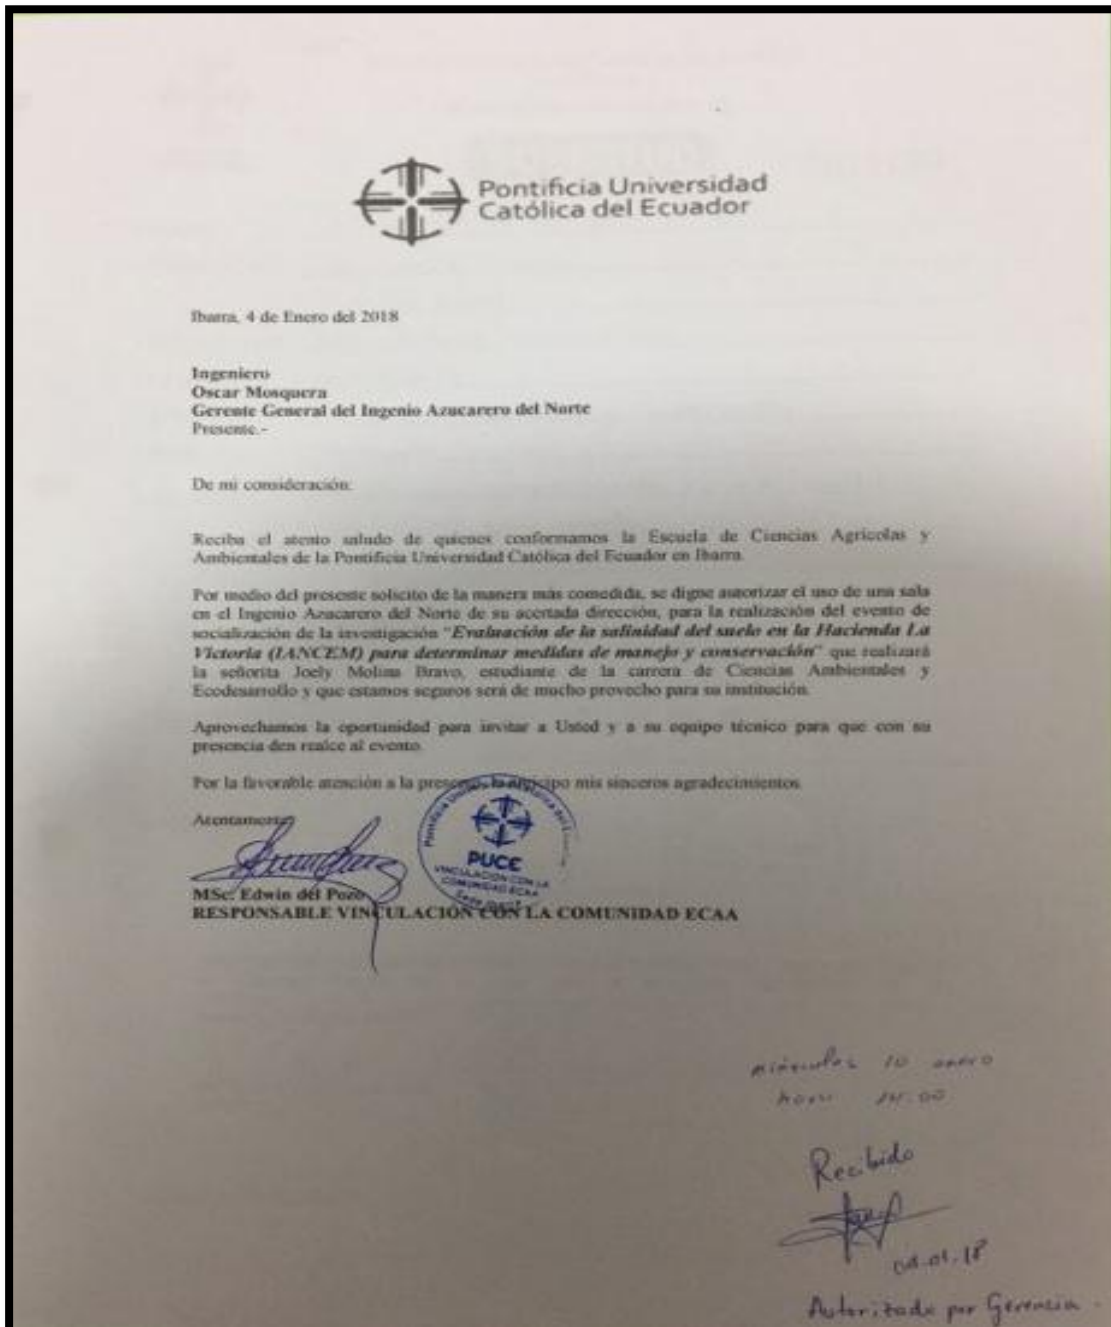 Pontificia Universidad
Católica del Ecuador
Ibarra, 4 de Enero del 2018
Ingeniero
Oscar Mosquera
Gerente General del Ingenio Azucarero del Norte
Presente.-
De mi consideración:
Reciba el atento saludo de quienes conformamos la Escuela de Ciencias Agrícolas y
Ambientales de la Pontificia Universidad Católica del Ecuador en Ibarra.
Por medio del presente solicito de la manera más comedida, se digne autorizar el uso de una sala
en el Ingenio Azucarero del Norte de su acertada dirección, para la realización del evento de
socialización de la investigación "Evaluación de la salinidad del suelo en la Hacienda La
Victoria (IANCEM) para determinar medidas de manejo y conservación" que realizará
la señorita Joely Molina Bravo, estudiante de la carrera de Ciencias Ambientales y
Ecodesarrollo y que estamos seguros será de mucho provecho para su institución.
Aprovechamos la oportunidad para invitar a Usted y a su equipo técnico para que con su
presencia den realce al evento.
Por la favorable atención a la presente, le anticipo mis sinceros agradecimientos.
Atentamente,
PUCE
VINCULACIÓN CON LA
COMUNIDAD ECAA
MSc. Edwin del Pozo
RESPONSABLE VINCULACIÓN CON LA COMUNIDAD ECAA
miércoles 10 enero
hora 14:00
Recibido
04-01-18
Autorizado por Gerencia -